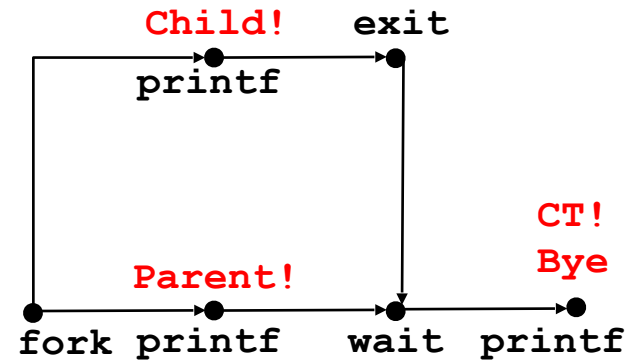 Child! exit
printf
CT!
Bye
Parent!
fork printf wait printf